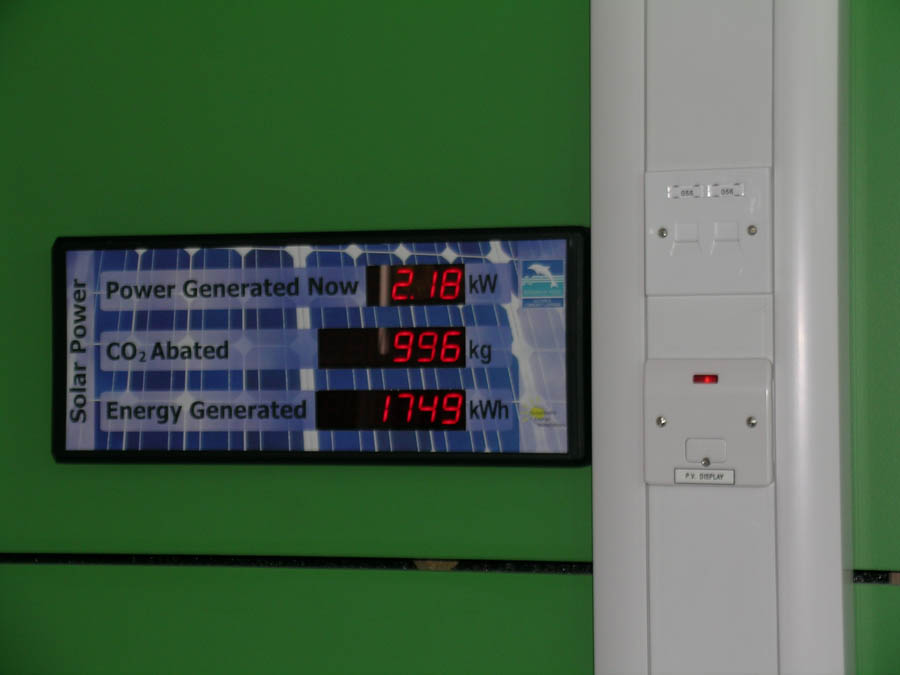 Solar Power
Power Generated Now 2.18 kW
CO₂ Abated 996 kg
Energy Generated 1749 kWh
P.V. DISPLAY